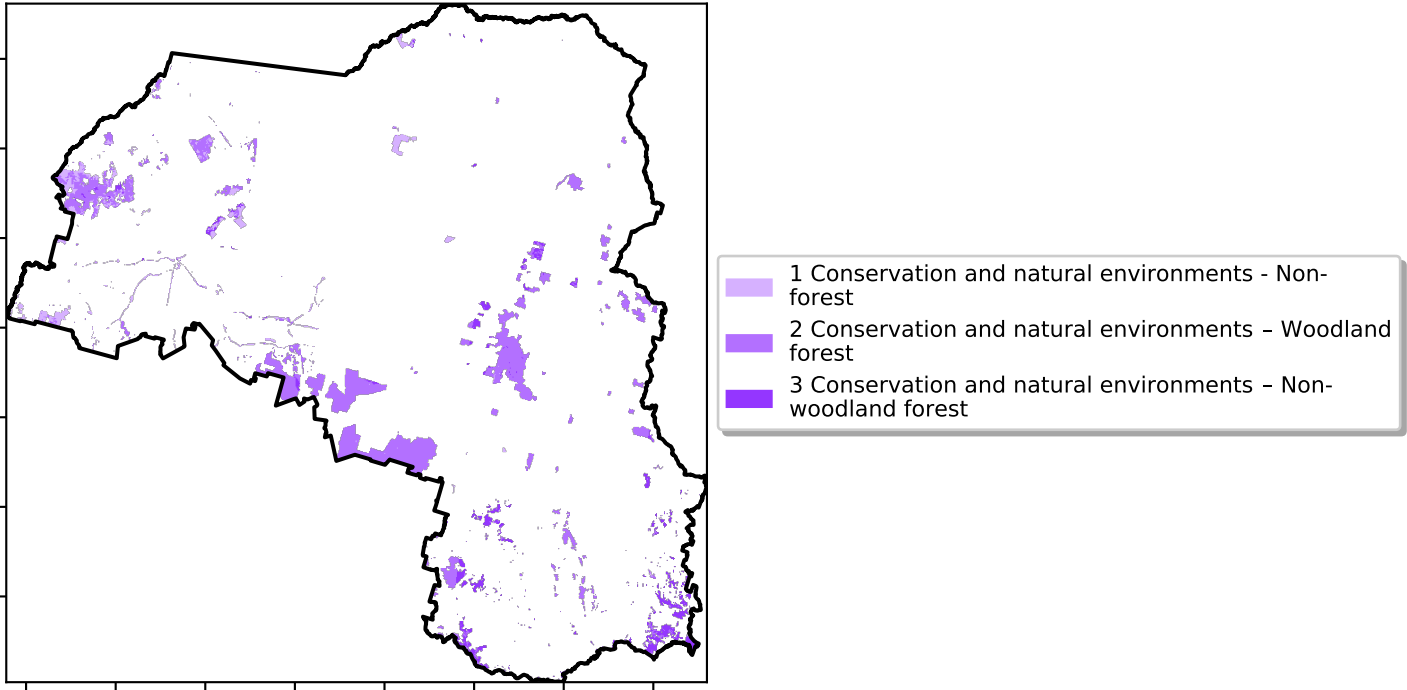 1 Conservation and natural environments - Non-
forest
2 Conservation and natural environments – Woodland
forest
3 Conservation and natural environments – Non-
woodland forest